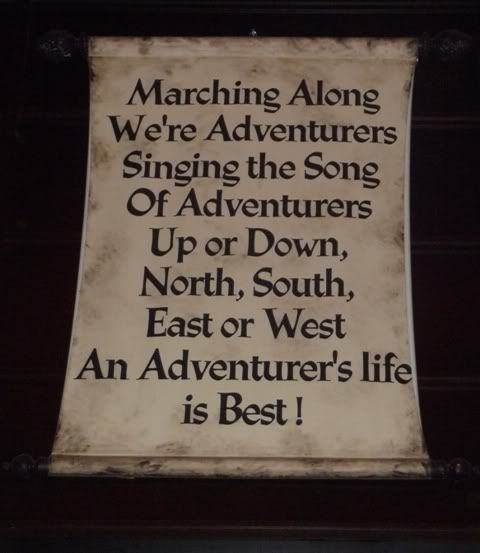 Marching Along
We're Adventurers
Singing the Song
Of Adventurers
Up or Down,
North, South,
East or West
An Adventurer's life
is Best !